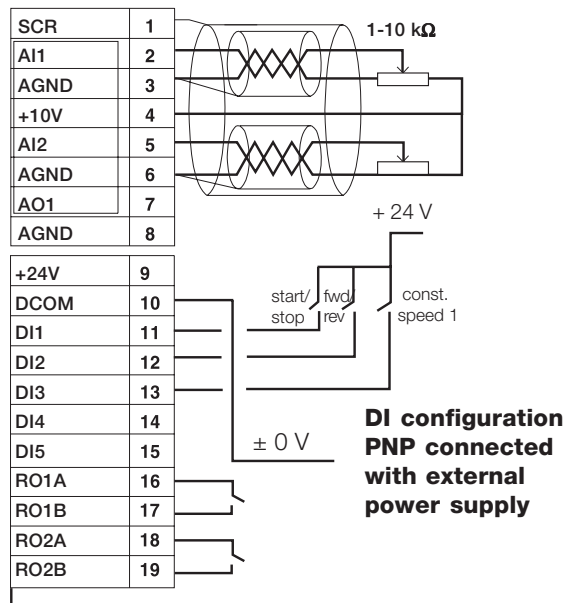 SCR 1
AI1 2
AGND 3
+10V 4
AI2 5
AGND 6
AO1 7
AGND 8
1-10 kΩ
+ 24 V
+24V 9
DCOM 10
DI1 11
DI2 12
DI3 13
DI4 14
DI5 15
RO1A 16
RO1B 17
RO2A 18
RO2B 19
start/
stop
fwd/
rev
const.
speed 1
± 0 V
DI configuration
PNP connected
with external
power supply